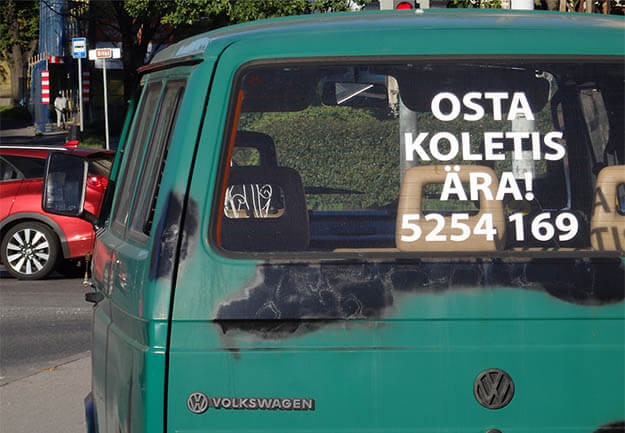 OSTA
KOLETIS
ÄRA!
5254 169
VOLKSWAGEN